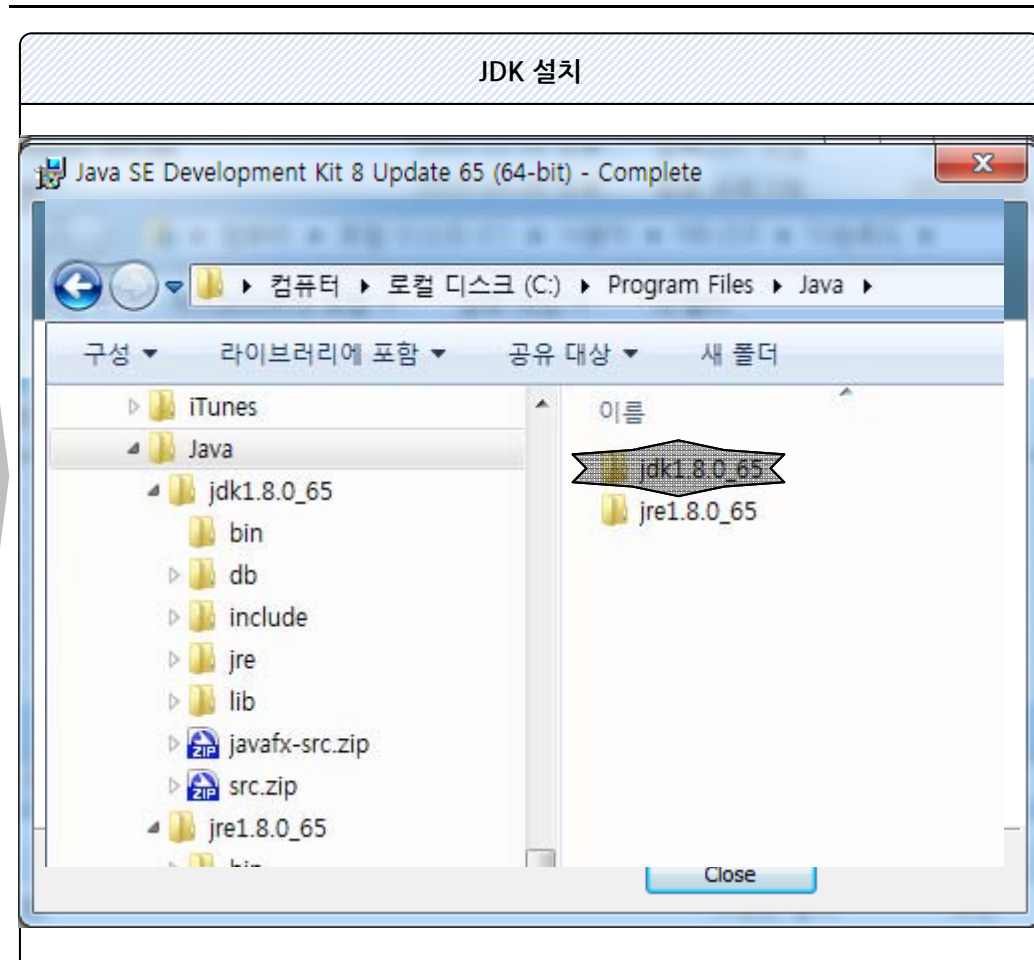 JDK 설치
Java SE Development Kit 8 Update 65 (64-bit) - Complete
컴퓨터 ▸ 로컬 디스크 (C:) ▸ Program Files ▸ Java ▸
구성 라이브러리에 포함 공유 대상 새 폴더
iTunes
Java
jdk1.8.0_65
bin
db
include
jre
lib
javafx-src.zip
src.zip
jre1.8.0_65
이름
jdk1.8.0_65
jre1.8.0_65
Close